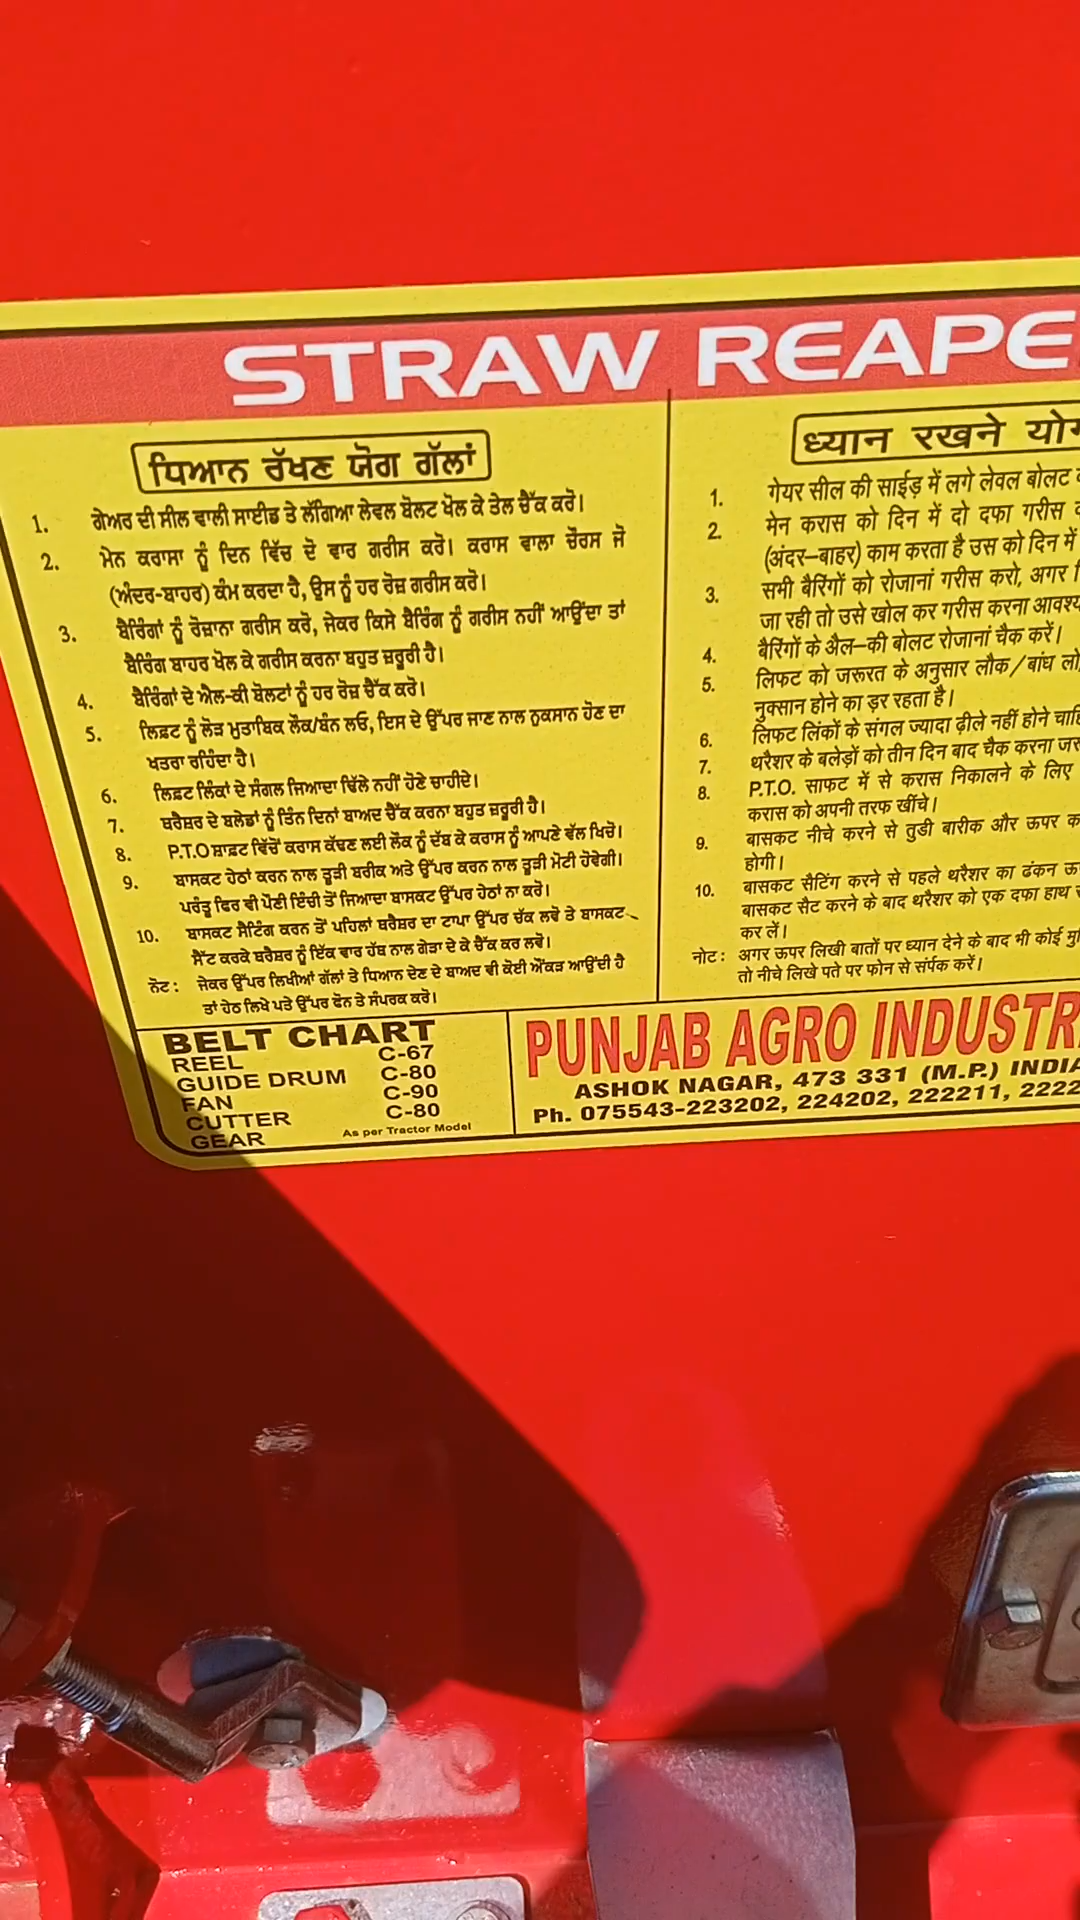 STRAW REAPE
ਧਿਆਨ ਰੱਖਣ ਯੋਗ ਗੱਲਾਂ
1. ਗੇਅਰ ਦੀ ਸੀਲ ਵਾਲੀ ਸਾਈਡ ਤੇ ਲੱਗਿਆ ਲੇਵਲ ਬੋਲਟ ਖੋਲ ਕੇ ਤੇਲ ਚੈੱਕ ਕਰੋ।
2. ਮੇਨ ਕਰਾਸਾ ਨੂੰ ਦਿਨ ਵਿੱਚ ਦੋ ਵਾਰ ਗਰੀਸ ਕਰੋ। ਕਰਾਸ ਵਾਲਾ ਚੋਰਸ ਜੋ
(ਅੰਦਰ-ਬਾਹਰ) ਕੰਮ ਕਰਦਾ ਹੈ, ਉਸ ਨੂੰ ਹਰ ਰੋਜ਼ ਗਰੀਸ ਕਰੋ।
3. ਬੈਰਿੰਗਾਂ ਨੂੰ ਰੋਜ਼ਾਨਾ ਗਰੀਸ ਕਰੋ, ਜੇਕਰ ਕਿਸੇ ਬੈਰਿੰਗ ਨੂੰ ਗਰੀਸ ਨਹੀਂ ਆਉਂਦਾ ਤਾਂ
ਬੈਰਿੰਗ ਬਾਹਰ ਖੋਲ ਕੇ ਗਰੀਸ ਕਰਨਾ ਬਹੁਤ ਜ਼ਰੂਰੀ ਹੈ।
4. ਬੈਰਿੰਗਾਂ ਦੇ ਐਲ-ਕੀ ਬੋਲਟਾਂ ਨੂੰ ਹਰ ਰੋਜ਼ ਚੈੱਕ ਕਰੋ।
5. ਲਿਫ਼ਟ ਨੂੰ ਲੋੜ ਮੁਤਾਬਿਕ ਲੌਕ/ਬੰਨ ਲਓ, ਇਸ ਦੇ ਉੱਪਰ ਜਾਣ ਨਾਲ ਨੁਕਸਾਨ ਹੋਣ ਦਾ
ਖਤਰਾ ਰਹਿੰਦਾ ਹੈ।
6. ਲਿਫ਼ਟ ਲਿੰਕਾਂ ਦੇ ਸੰਗਲ ਜਿਆਦਾ ਢਿੱਲੇ ਨਹੀਂ ਹੋਣੇ ਚਾਹੀਦੇ।
7. ਥਰੈਸ਼ਰ ਦੇ ਬਲੇਡਾਂ ਨੂੰ ਤਿੰਨ ਦਿਨਾਂ ਬਾਅਦ ਚੈੱਕ ਕਰਨਾ ਬਹੁਤ ਜ਼ਰੂਰੀ ਹੈ।
8. P.T.O ਸ਼ਾਫ਼ਟ ਵਿੱਚੋਂ ਕਰਾਸ ਕੱਢਣ ਲਈ ਲੌਕ ਨੂੰ ਦੱਬ ਕੇ ਕਰਾਸ ਨੂੰ ਆਪਣੇ ਵੱਲ ਖਿਚੋ।
9. ਬਾਸਕਟ ਹੇਠਾਂ ਕਰਨ ਨਾਲ ਤੂੜੀ ਬਰੀਕ ਅਤੇ ਉੱਪਰ ਕਰਨ ਨਾਲ ਤੂੜੀ ਮੋਟੀ ਹੋਵੇਗੀ।
ਪਰੰਤੂ ਫਿਰ ਵੀ ਪੌਣੀ ਇੰਚੀ ਤੋਂ ਜਿਆਦਾ ਬਾਸਕਟ ਉੱਪਰ ਹੇਠਾਂ ਨਾ ਕਰੋ।
10. ਬਾਸਕਟ ਸੈਟਿੰਗ ਕਰਨ ਤੋਂ ਪਹਿਲਾਂ ਥਰੈਸ਼ਰ ਦਾ ਟਾਪਾ ਉੱਪਰ ਚੱਕ ਲਵੋ ਤੇ ਬਾਸਕਟ
ਸੈੱਟ ਕਰਕੇ ਥਰੈਸ਼ਰ ਨੂੰ ਇੱਕ ਵਾਰ ਹੱਥ ਨਾਲ ਗੇੜਾ ਦੇ ਕੇ ਚੈੱਕ ਕਰ ਲਵੋ।
ਨੋਟ : ਜੇਕਰ ਉੱਪਰ ਲਿਖੀਆਂ ਗੱਲਾਂ ਤੇ ਧਿਆਨ ਦੇਣ ਦੇ ਬਾਅਦ ਵੀ ਕੋਈ ਔਕੜ ਆਉਂਦੀ ਹੈ
ਤਾਂ ਹੇਠ ਲਿਖੇ ਪਤੇ ਉੱਪਰ ਫੋਨ ਤੇ ਸੰਪਰਕ ਕਰੋ।
ध्यान रखने
1. गेयर सील की साईड़ में लगे लेवल बोलट
2. मेन करास को दिन में दो दफा गरीस
(अंदर–बाहर) काम करता है उस को दिन में
3. सभी बैरिंगों को रोजानां गरीस करो, अगर
जा रही तो उसे खोल कर गरीस करना
4. बैरिंगों के अैल–की बोलट रोजानां चैक करें।
5. लिफट को जरूरत के अनुसार लौक/बांध
नुक्सान होने का ड़र रहता है।
6. लिफट लिंकों के संगल ज्यादा ढ़ीले नहीं होने
7. थरैशर के बलेड़ों को तीन दिन बाद चैक करना
8. P.T.O. साफट में से करास निकालने के लिए
करास को अपनी तरफ खींचे।
9. बासकट नीचे करने से तुडी बारीक और ऊपर
होगी।
10. बासकट सैटिंग करने से पहले थरैशर का ढंकन
बासकट सैट करने के बाद थरैशर को एक दफा हाथ
कर लें।
नोट : अगर ऊपर लिखी बातों पर ध्यान देने के बाद भी कोई
तो नीचे लिखे पते पर फोन से संर्पक करें।
BELT CHART
REEL C-67
GUIDE DRUM C-80
FAN C-90
CUTTER C-80
GEAR As per Tractor Model
PUNJAB AGRO INDUSTR
ASHOK NAGAR, 473 331 (M.P.) INDIA
Ph. 075543-223202, 224202, 222211, 2222